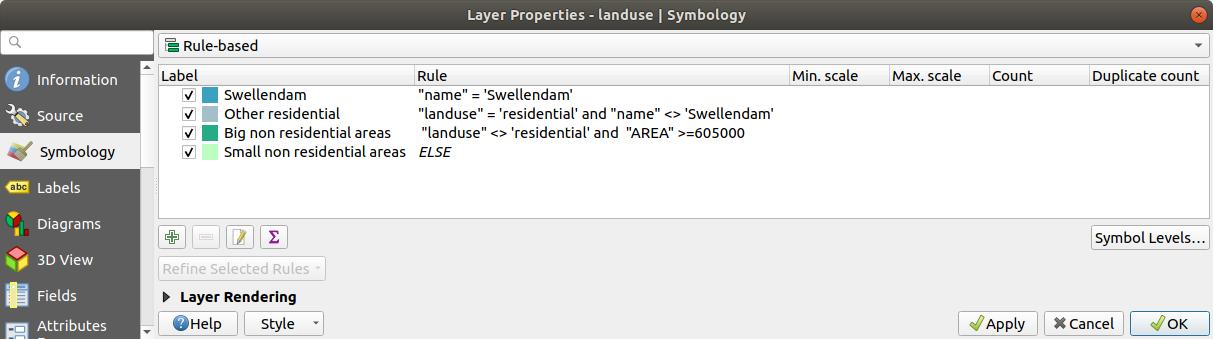 Layer Properties - landuse | Symbology
Rule-based
Information
Source
Symbology
Labels
abc
Diagrams
3D View
Fields
Attributes
Label Rule Min. scale Max. scale Count Duplicate count
Swellendam "name" = 'Swellendam'
Other residential "landuse" = 'residential' and "name" <> 'Swellendam'
Big non residential areas "landuse" <> 'residential' and "AREA" >=605000
Small non residential areas ELSE
Σ
Symbol Levels...
Refine Selected Rules
Layer Rendering
Help Style Apply Cancel OK